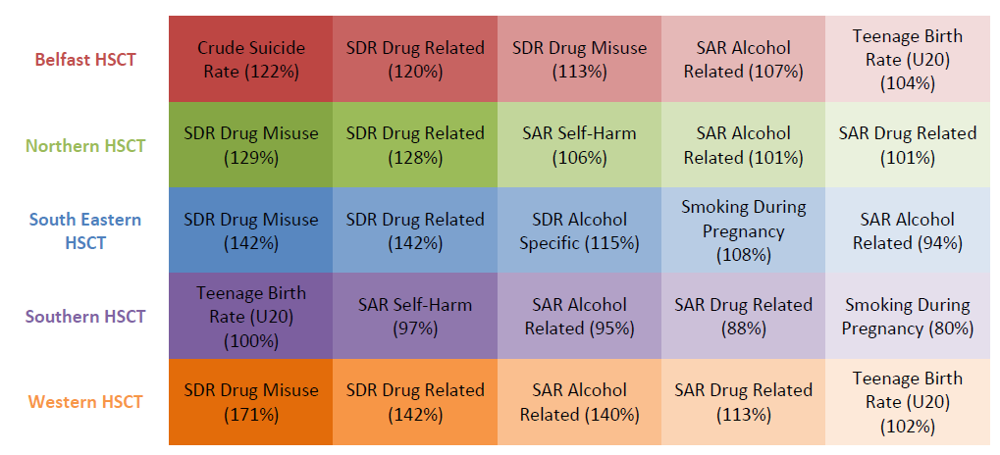 Belfast HSCT
Crude Suicide
Rate (122%)
SDR Drug Related
(120%)
SDR Drug Misuse
(113%)
SAR Alcohol
Related (107%)
Teenage Birth
Rate (U20)
(104%)
Northern HSCT
SDR Drug Misuse
(129%)
SDR Drug Related
(128%)
SAR Self-Harm
(106%)
SAR Alcohol
Related (101%)
SAR Drug Related
(101%)
South Eastern
HSCT
SDR Drug Misuse
(142%)
SDR Drug Related
(142%)
SDR Alcohol
Specific (115%)
Smoking During
Pregnancy
(108%)
SAR Alcohol
Related (94%)
Southern HSCT
Teenage Birth
Rate (U20)
(100%)
SAR Self-Harm
(97%)
SAR Alcohol
Related (95%)
SAR Drug Related
(88%)
Smoking During
Pregnancy (80%)
Western HSCT
SDR Drug Misuse
(171%)
SDR Drug Related
(142%)
SAR Alcohol
Related (140%)
SAR Drug Related
(113%)
Teenage Birth
Rate (U20)
(102%)